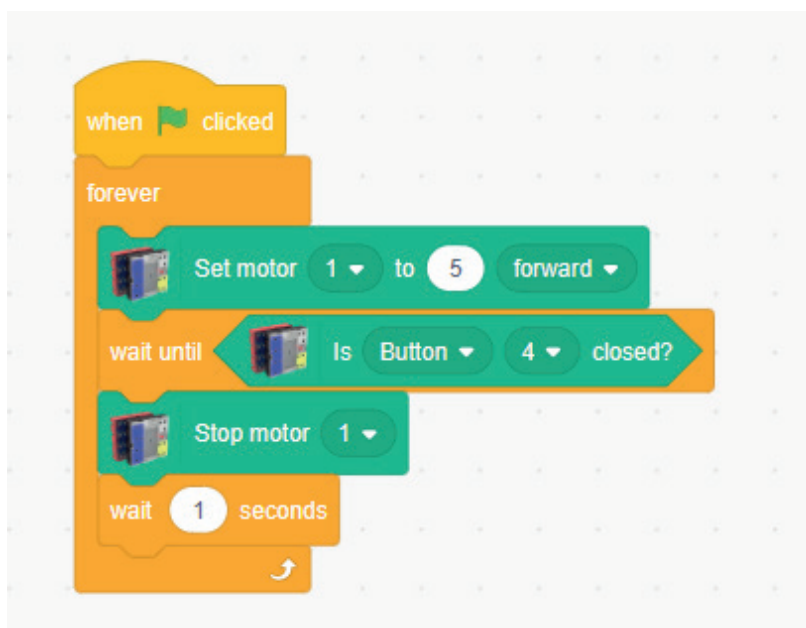 when clicked
forever
Set motor 1 to 5 forward
wait until Is Button 4 closed?
Stop motor 1
wait 1 seconds